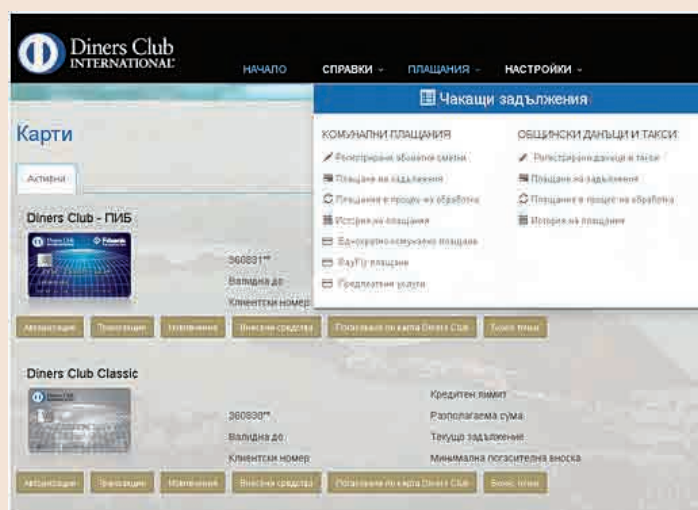 Diners Club
INTERNATIONAL®
НАЧАЛО СПРАВКИ ПЛАЩАНИЯ НАСТРОЙКИ
Чакащи задължения
Карти
КОМУНАЛНИ ПЛАЩАНИЯ
Регистрирани абонатни сметки
Плащане на задължения
Плащания в процес на обработка
История на плащания
Еднократно комунално плащане
PayFly плащане
Предплатени услуги
ОБЩИНСКИ ДАНЪЦИ И ТАКСИ
Регистрирани данъци и такси
Плащане на задължения
Плащания в процес на обработка
История на плащания
Активни
Diners Club - ПИБ
Fibank
360831**
Валидна до
Клиентски номер
Авторизации Транзакции Извлечения Внесени средства Погасяване по карта Diners Club Бонус точки
Diners Club Classic
360830**
Валидна до
Клиентски номер
Кредитен лимит
Разполагаема сума
Текущо задължение
Минимална погасителна вноска
Авторизации Транзакции Извлечения Внесени средства Погасяване по карта Diners Club Бонус точки